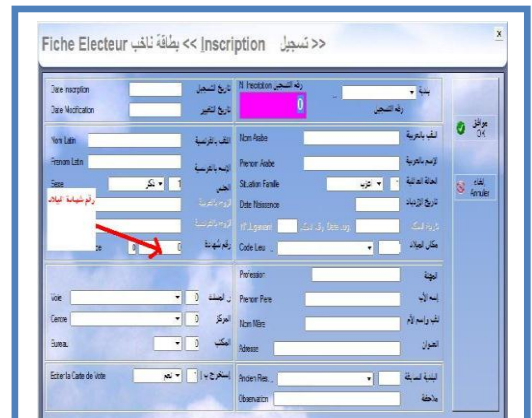 Fiche Electeur بطاقة ناخب << Inscription تسجيل >>
x
Date inscription تاريخ التسجيل
N. Inscription رقم التسجيل
0
بلدية
Date Modification تاريخ التغيير
رقم التسجيل
موافق
OK
Nom Latin اللقب بالفرنسية
Nom Arabe اللقب بالعربية
Prenom Latin الإسم بالفرنسية
Prenom Arabe الإسم بالعربية
Sexe ذكر 1 الجنس
Situation Famille أعزب 1 الحالة العائلية
إلغاء
Annuler
رقم شهادة الميلاد
Date Naissance تاريخ الإزدياد
N° Jugement
0 0 رقم شهادة
Code Lieu مكان الميلاد
Profession المهنة
Voie 0
Prenom Pere إسم الأب
Centre 0 المركز
Nom Mère لقب وإسم الأم
Bureau 0 المكتب
Adresse العنوان
Editer la Carte de Vote نعم 1
Ancien Res. البلدية السابقة
Observation ملاحظة